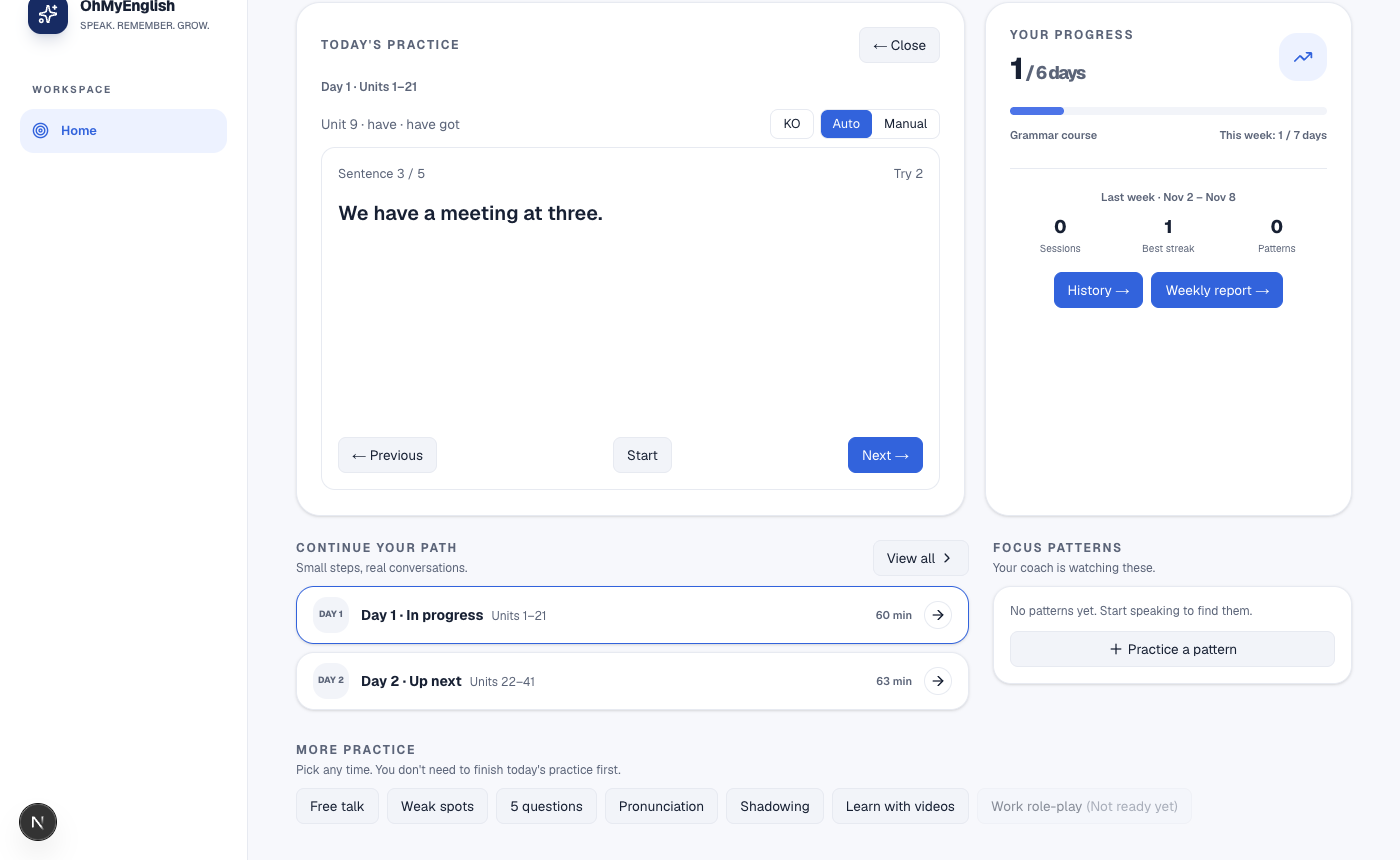 OhMyEnglish
SPEAK. REMEMBER. GROW.
WORKSPACE
Home
TODAY'S PRACTICE
← Close
Day 1 · Units 1–21
Unit 9 · have · have got
KO
Auto
Manual
Sentence 3 / 5
Try 2
We have a meeting at three.
← Previous
Start
Next →
YOUR PROGRESS
1 / 6 days
Grammar course
This week: 1 / 7 days
Last week · Nov 2 – Nov 8
0
Sessions
1
Best streak
0
Patterns
History →
Weekly report →
CONTINUE YOUR PATH
Small steps, real conversations.
View all
DAY 1
Day 1 · In progress Units 1–21
60 min
DAY 2
Day 2 · Up next Units 22–41
63 min
FOCUS PATTERNS
Your coach is watching these.
No patterns yet. Start speaking to find them.
+ Practice a pattern
MORE PRACTICE
Pick any time. You don't need to finish today's practice first.
Free talk
Weak spots
5 questions
Pronunciation
Shadowing
Learn with videos
Work role-play (Not ready yet)
N